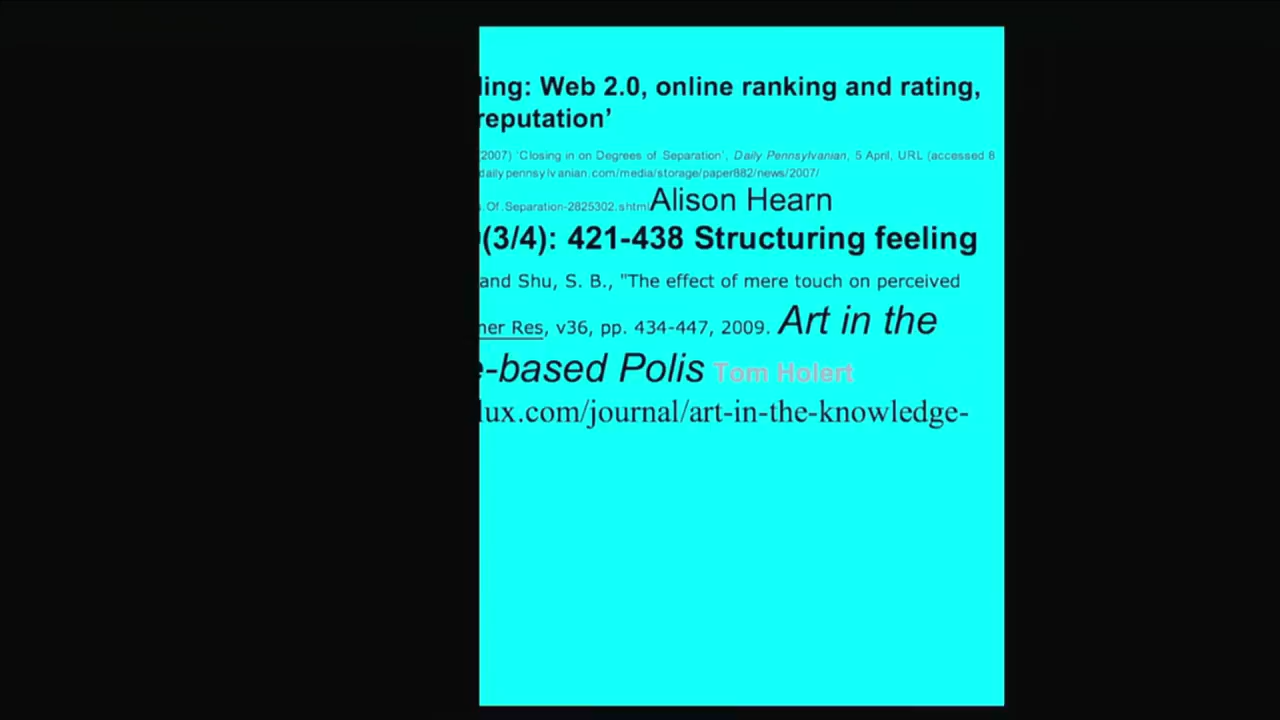 ling: Web 2.0, online ranking and rating,
reputation’
(2007) ‘Closing in on Degrees of Separation’, Daily Pennsylvanian, 5 April, URL (accessed 8
dailypennsylvanian.com/media/storage/paper882/news/2007/
.Of.Separation-2825302.shtml Alison Hearn
(3/4): 421-438 Structuring feeling
and Shu, S. B., "The effect of mere touch on perceived
ner Res, v36, pp. 434-447, 2009. Art in the
-based Polis Tom Holert
lux.com/journal/art-in-the-knowledge-